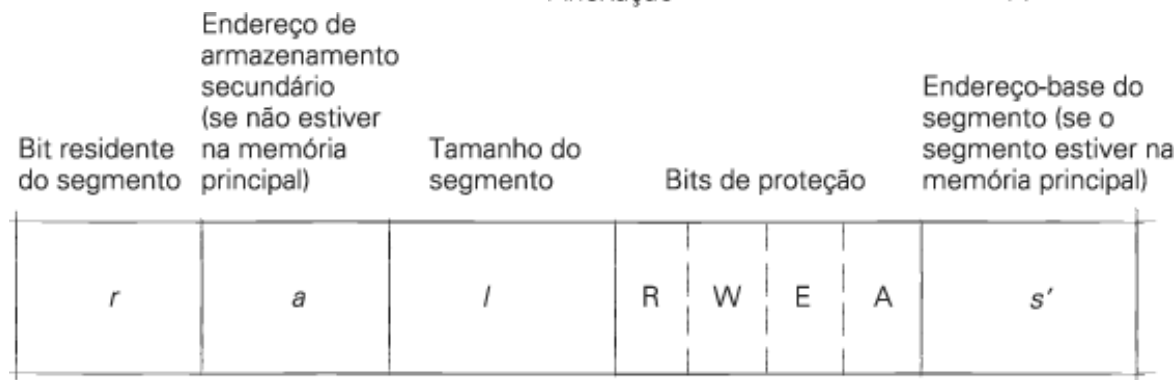 Endereço de
armazenamento
secundário
(se não estiver
na memória
principal)
Bit residente
do segmento
Tamanho do
segmento
Bits de proteção
Endereço-base do
segmento (se o
segmento estiver na
memória principal)
r a l R W E A s'